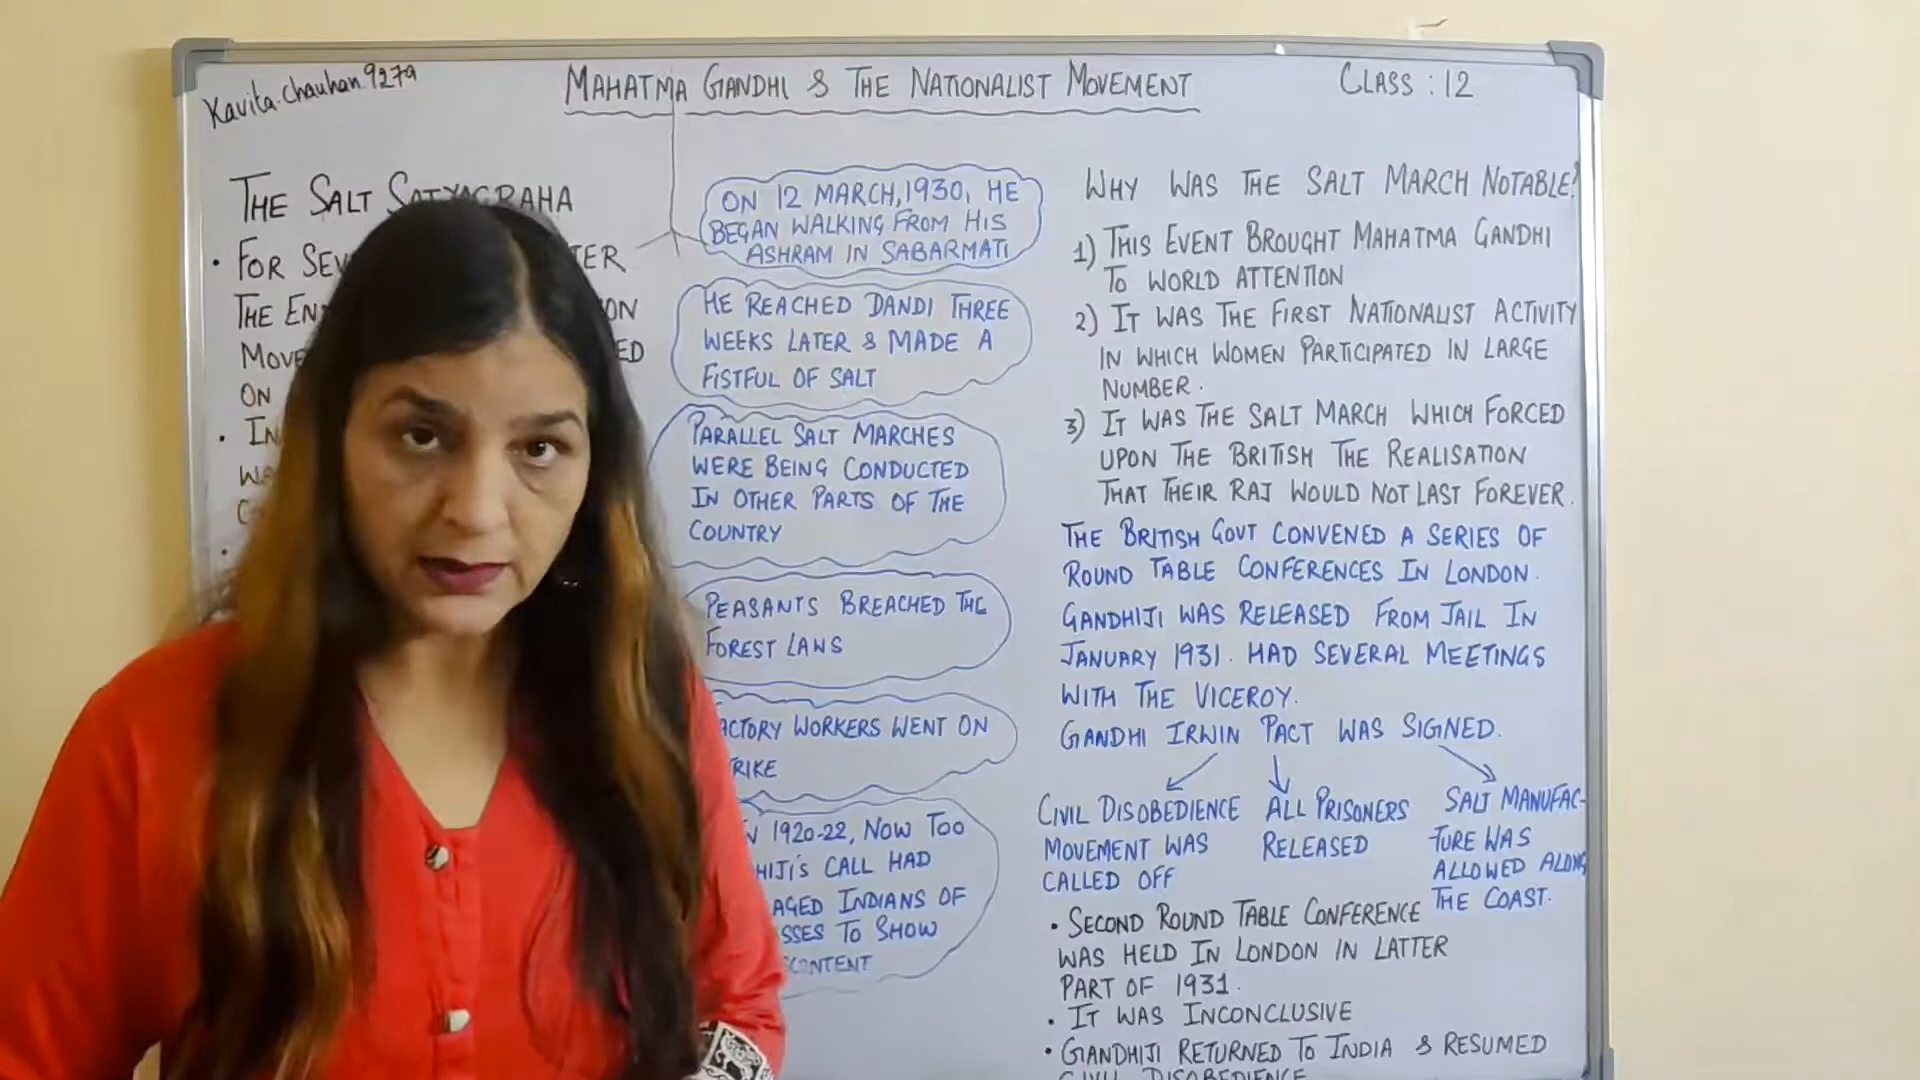 Kavita.Chauhan.9279
MAHATMA GANDHI & THE NATIONALIST MOVEMENT
CLASS : 12
THE SALT SATYAGRAHA
• FOR
THE
ON
ON 12 MARCH, 1930, HE
BEGAN WALKING FROM HIS
ASHRAM IN SABARMATI
HE REACHED DANDI THREE
WEEKS LATER & MADE A
FISTFUL OF SALT
PARALLEL SALT MARCHES
WERE BEING CONDUCTED
IN OTHER PARTS OF THE
COUNTRY
PEASANTS BREACHED THE
FOREST LAWS
WORKERS WENT ON
1920-22, NOW TOO
CALL HAD
INDIANS OF
TO SHOW
WHY WAS THE SALT MARCH NOTABLE?
1) THIS EVENT BROUGHT MAHATMA GANDHI
TO WORLD ATTENTION
2) IT WAS THE FIRST NATIONALIST ACTIVITY
IN WHICH WOMEN PARTICIPATED IN LARGE
NUMBER.
3) IT WAS THE SALT MARCH WHICH FORCED
UPON THE BRITISH THE REALISATION
THAT THEIR RAJ WOULD NOT LAST FOREVER.
THE BRITISH GOVT CONVENED A SERIES OF
ROUND TABLE CONFERENCES IN LONDON.
GANDHIJI WAS RELEASED FROM JAIL IN
JANUARY 1931. HAD SEVERAL MEETINGS
WITH THE VICEROY.
GANDHI IRWIN PACT WAS SIGNED.
CIVIL DISOBEDIENCE
MOVEMENT WAS
CALLED OFF
ALL PRISONERS
RELEASED
SALT MANUFAC-
TURE WAS
ALLOWED ALONG
THE COAST.
• SECOND ROUND TABLE CONFERENCE
WAS HELD IN LONDON IN LATTER
PART OF 1931.
• IT WAS INCONCLUSIVE
• GANDHIJI RETURNED TO INDIA & RESUMED
CIVIL DISOBEDIENCE